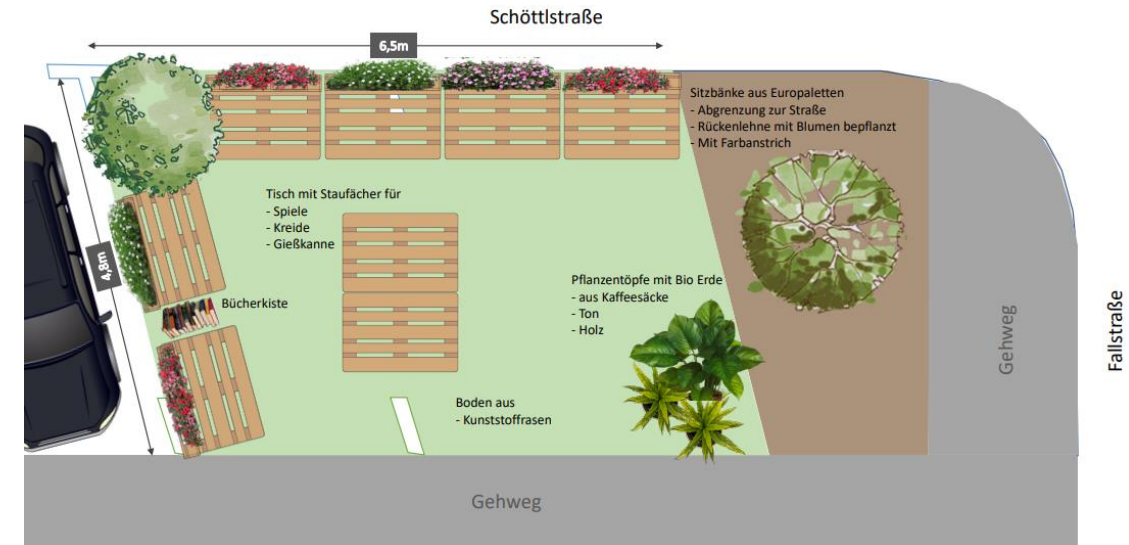 Schöttlstraße
6,5m
Sitzbänke aus Europaletten
- Abgrenzung zur Straße
- Rückenlehne mit Blumen bepflanzt
- Mit Farbanstrich
Tisch mit Staufächer für
- Spiele
- Kreide
- Gießkanne
4,8m
Bücherkiste
Pflanzentöpfe mit Bio Erde
- aus Kaffeesäcke
- Ton
- Holz
Boden aus
- Kunststoffrasen
Gehweg
Fallstraße
Gehweg